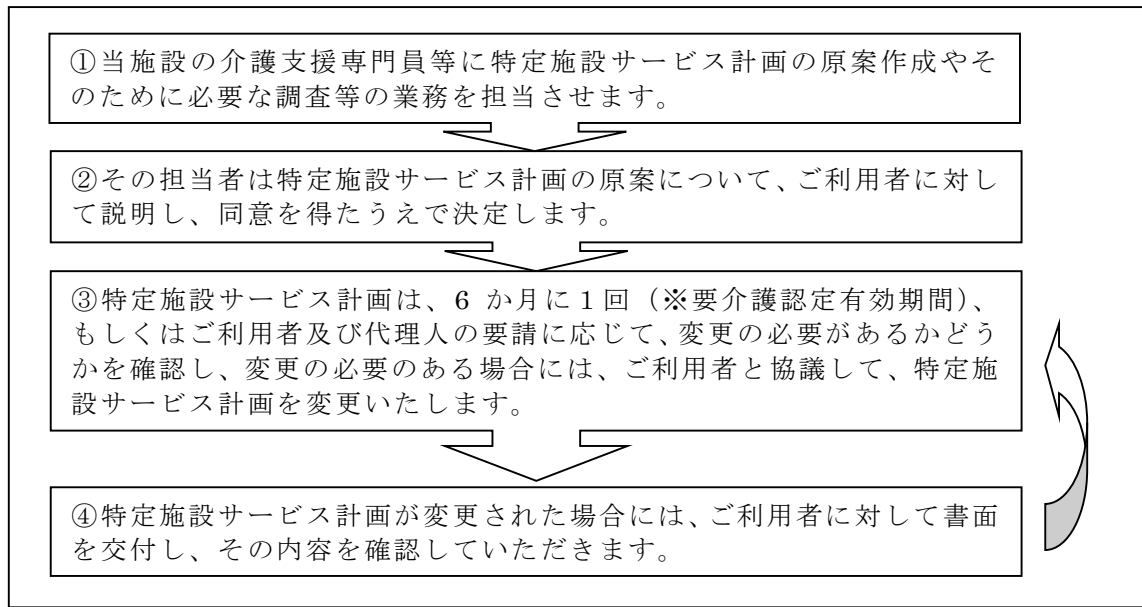 ①当施設の介護支援専門員等に特定施設サービス計画の原案作成やそ
のために必要な調査等の業務を担当させます。
②その担当者は特定施設サービス計画の原案について、ご利用者に対し
て説明し、同意を得たうえで決定します。
③特定施設サービス計画は、6 か月に１回（※要介護認定有効期間）、
もしくはご利用者及び代理人の要請に応じて、変更の必要があるかどう
かを確認し、変更の必要のある場合には、ご利用者と協議して、特定施
設サービス計画を変更いたします。
④特定施設サービス計画が変更された場合には、ご利用者に対して書面
を交付し、その内容を確認していただきます。